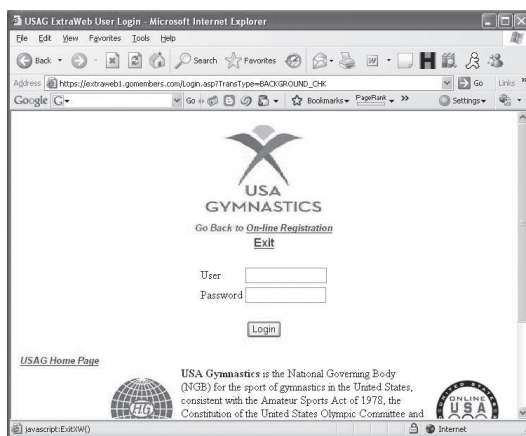 USAG ExtraWeb User Login - Microsoft Internet Explorer
File Edit View Favorites Tools Help
Back Search Favorites
Address https://extraweb1.gomembers.com/Login.asp?TransType=BACKGROUND_CHK Go Links »
Google G Go Bookmarks PageRank » Settings
USA
GYMNASTICS
Go Back to On-line Registration
Exit
User
Password
Login
USAG Home Page
USA Gymnastics is the National Governing Body
(NGB) for the sport of gymnastics in the United States,
consistent with the Amateur Sports Act of 1978, the
Constitution of the United States Olympic Committee and
ONLINE
USA
javascript:ExitXW() Internet